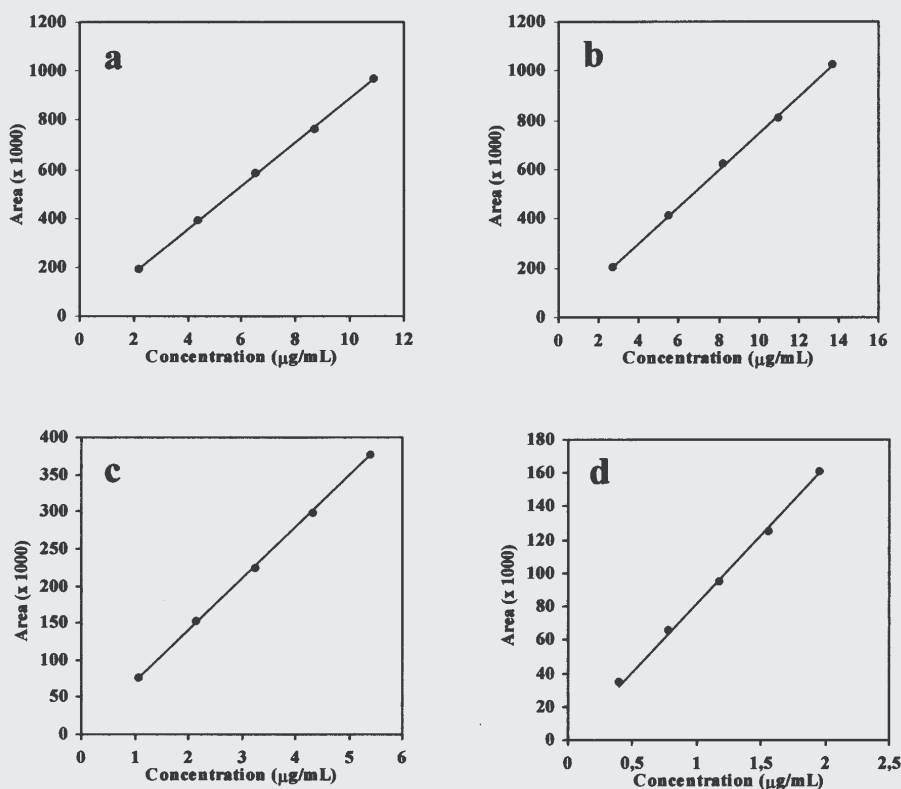 a
Area (x 1000)
1200
1000
800
600
400
200
0
0 2 4 6 8 10 12
Concentration (µg/mL)
b
Area (x 1000)
1200
1000
800
600
400
200
0
0 2 4 6 8 10 12 14 16
Concentration (µg/mL)
c
Area (x 1000)
400
350
300
250
200
150
100
50
0
0 1 2 3 4 5 6
Concentration (µg/mL)
d
Area (x 1000)
180
160
140
120
100
80
60
40
20
0
0 0,5 1 1,5 2 2,5
Concentration (µg/mL)